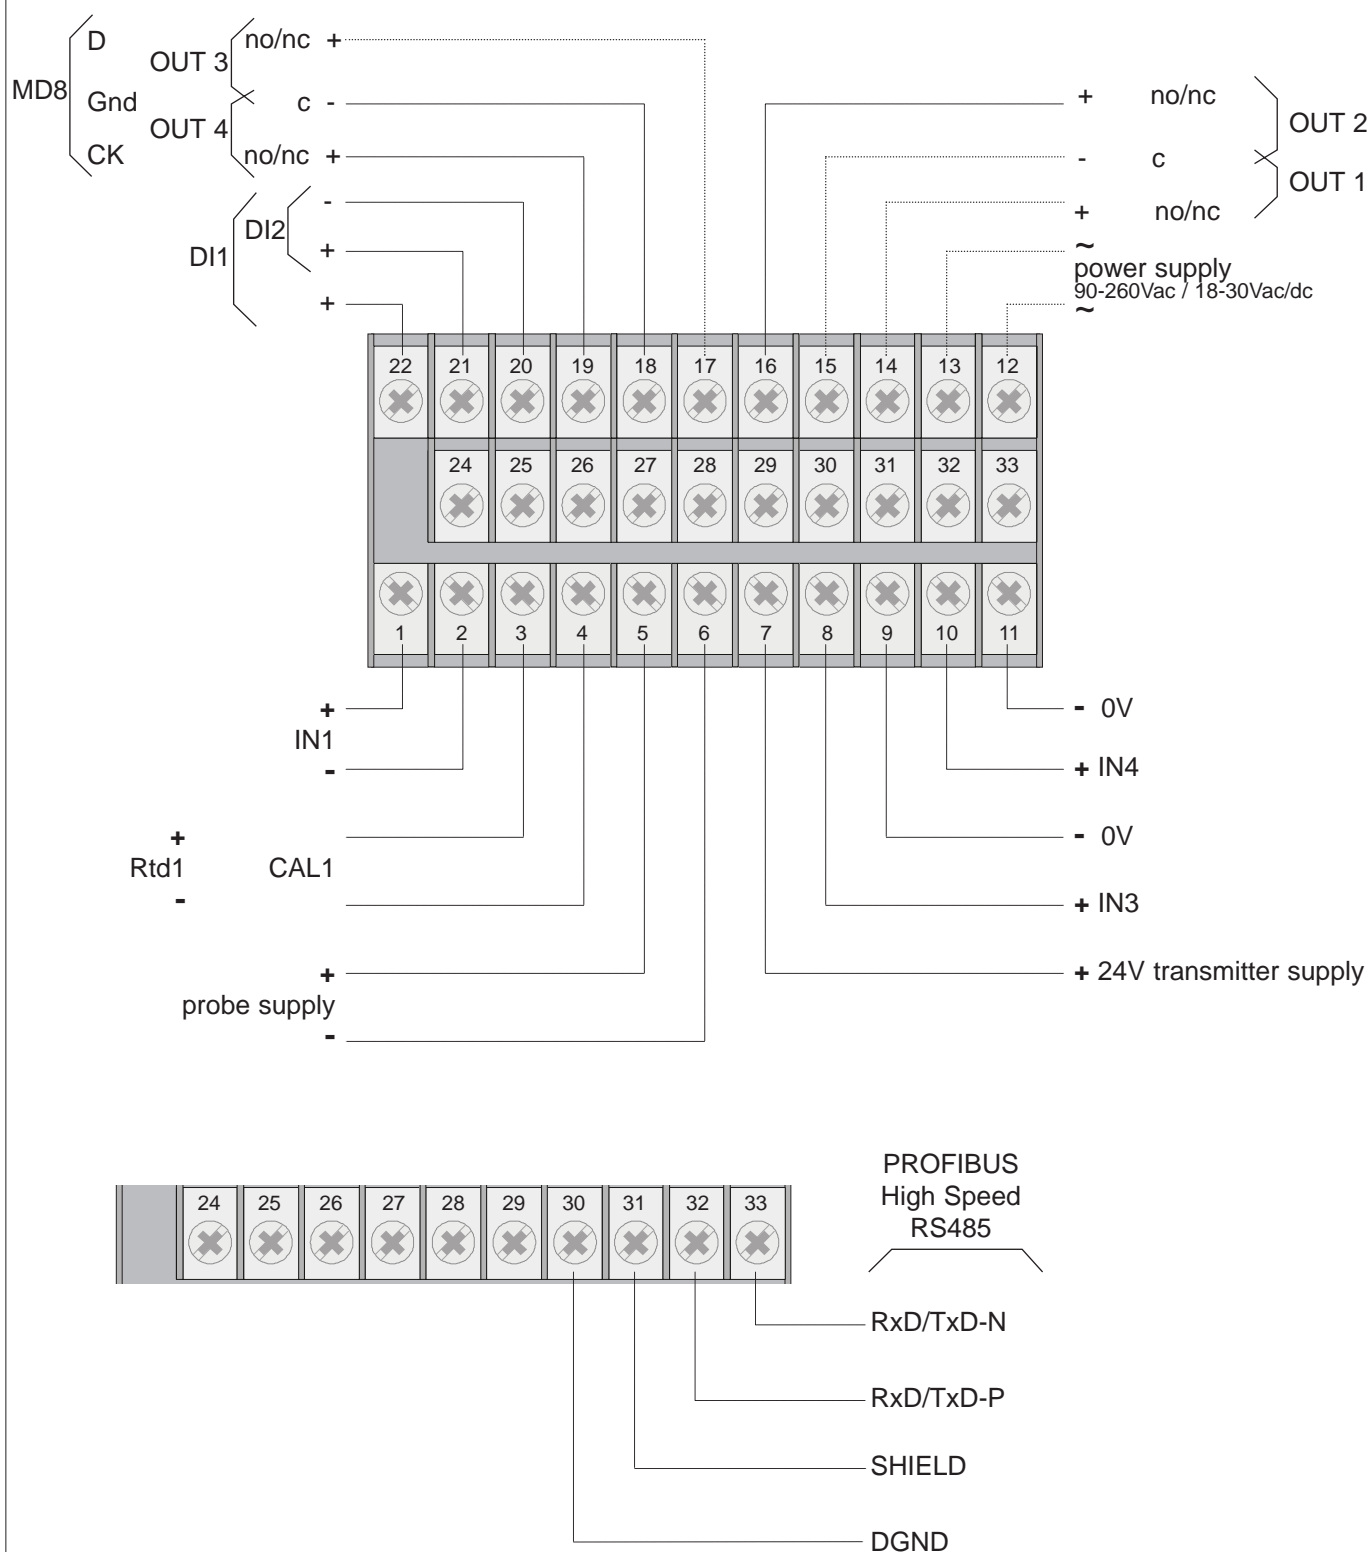 D
OUT 3
no/nc +
MD8
Gnd
c -
OUT 4
CK
no/nc +
-
DI2
+
DI1
+
+ no/nc
OUT 2
- c
OUT 1
+ no/nc
~
power supply
90-260Vac / 18-30Vac/dc
~
22 21 20 19 18 17 16 15 14 13 12
24 25 26 27 28 29 30 31 32 33
1 2 3 4 5 6 7 8 9 10 11
+
IN1
-
+
Rtd1 CAL1
-
+
probe supply
-
- 0V
+ IN4
- 0V
+ IN3
+ 24V transmitter supply
PROFIBUS
High Speed
RS485
24 25 26 27 28 29 30 31 32 33
RxD/TxD-N
RxD/TxD-P
SHIELD
DGND